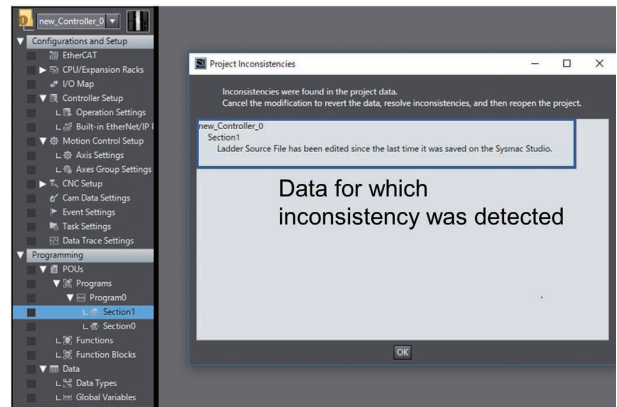 new_Controller_0
Configurations and Setup
EtherCAT
CPU/Expansion Racks
I/O Map
Controller Setup
Operation Settings
Built-in EtherNet/IP
Motion Control Setup
Axis Settings
Axes Group Settings
CNC Setup
Cam Data Settings
Event Settings
Task Settings
Data Trace Settings
Programming
POUs
Programs
Program0
Section1
Section0
Functions
Function Blocks
Data
Data Types
Global Variables
Project Inconsistencies
Inconsistencies were found in the project data.
Cancel the modification to revert the data, resolve inconsistencies, and then reopen the project.
new_Controller_0
Section1
Ladder Source File has been edited since the last time it was saved on the Sysmac Studio.
Data for which
inconsistency was detected
OK